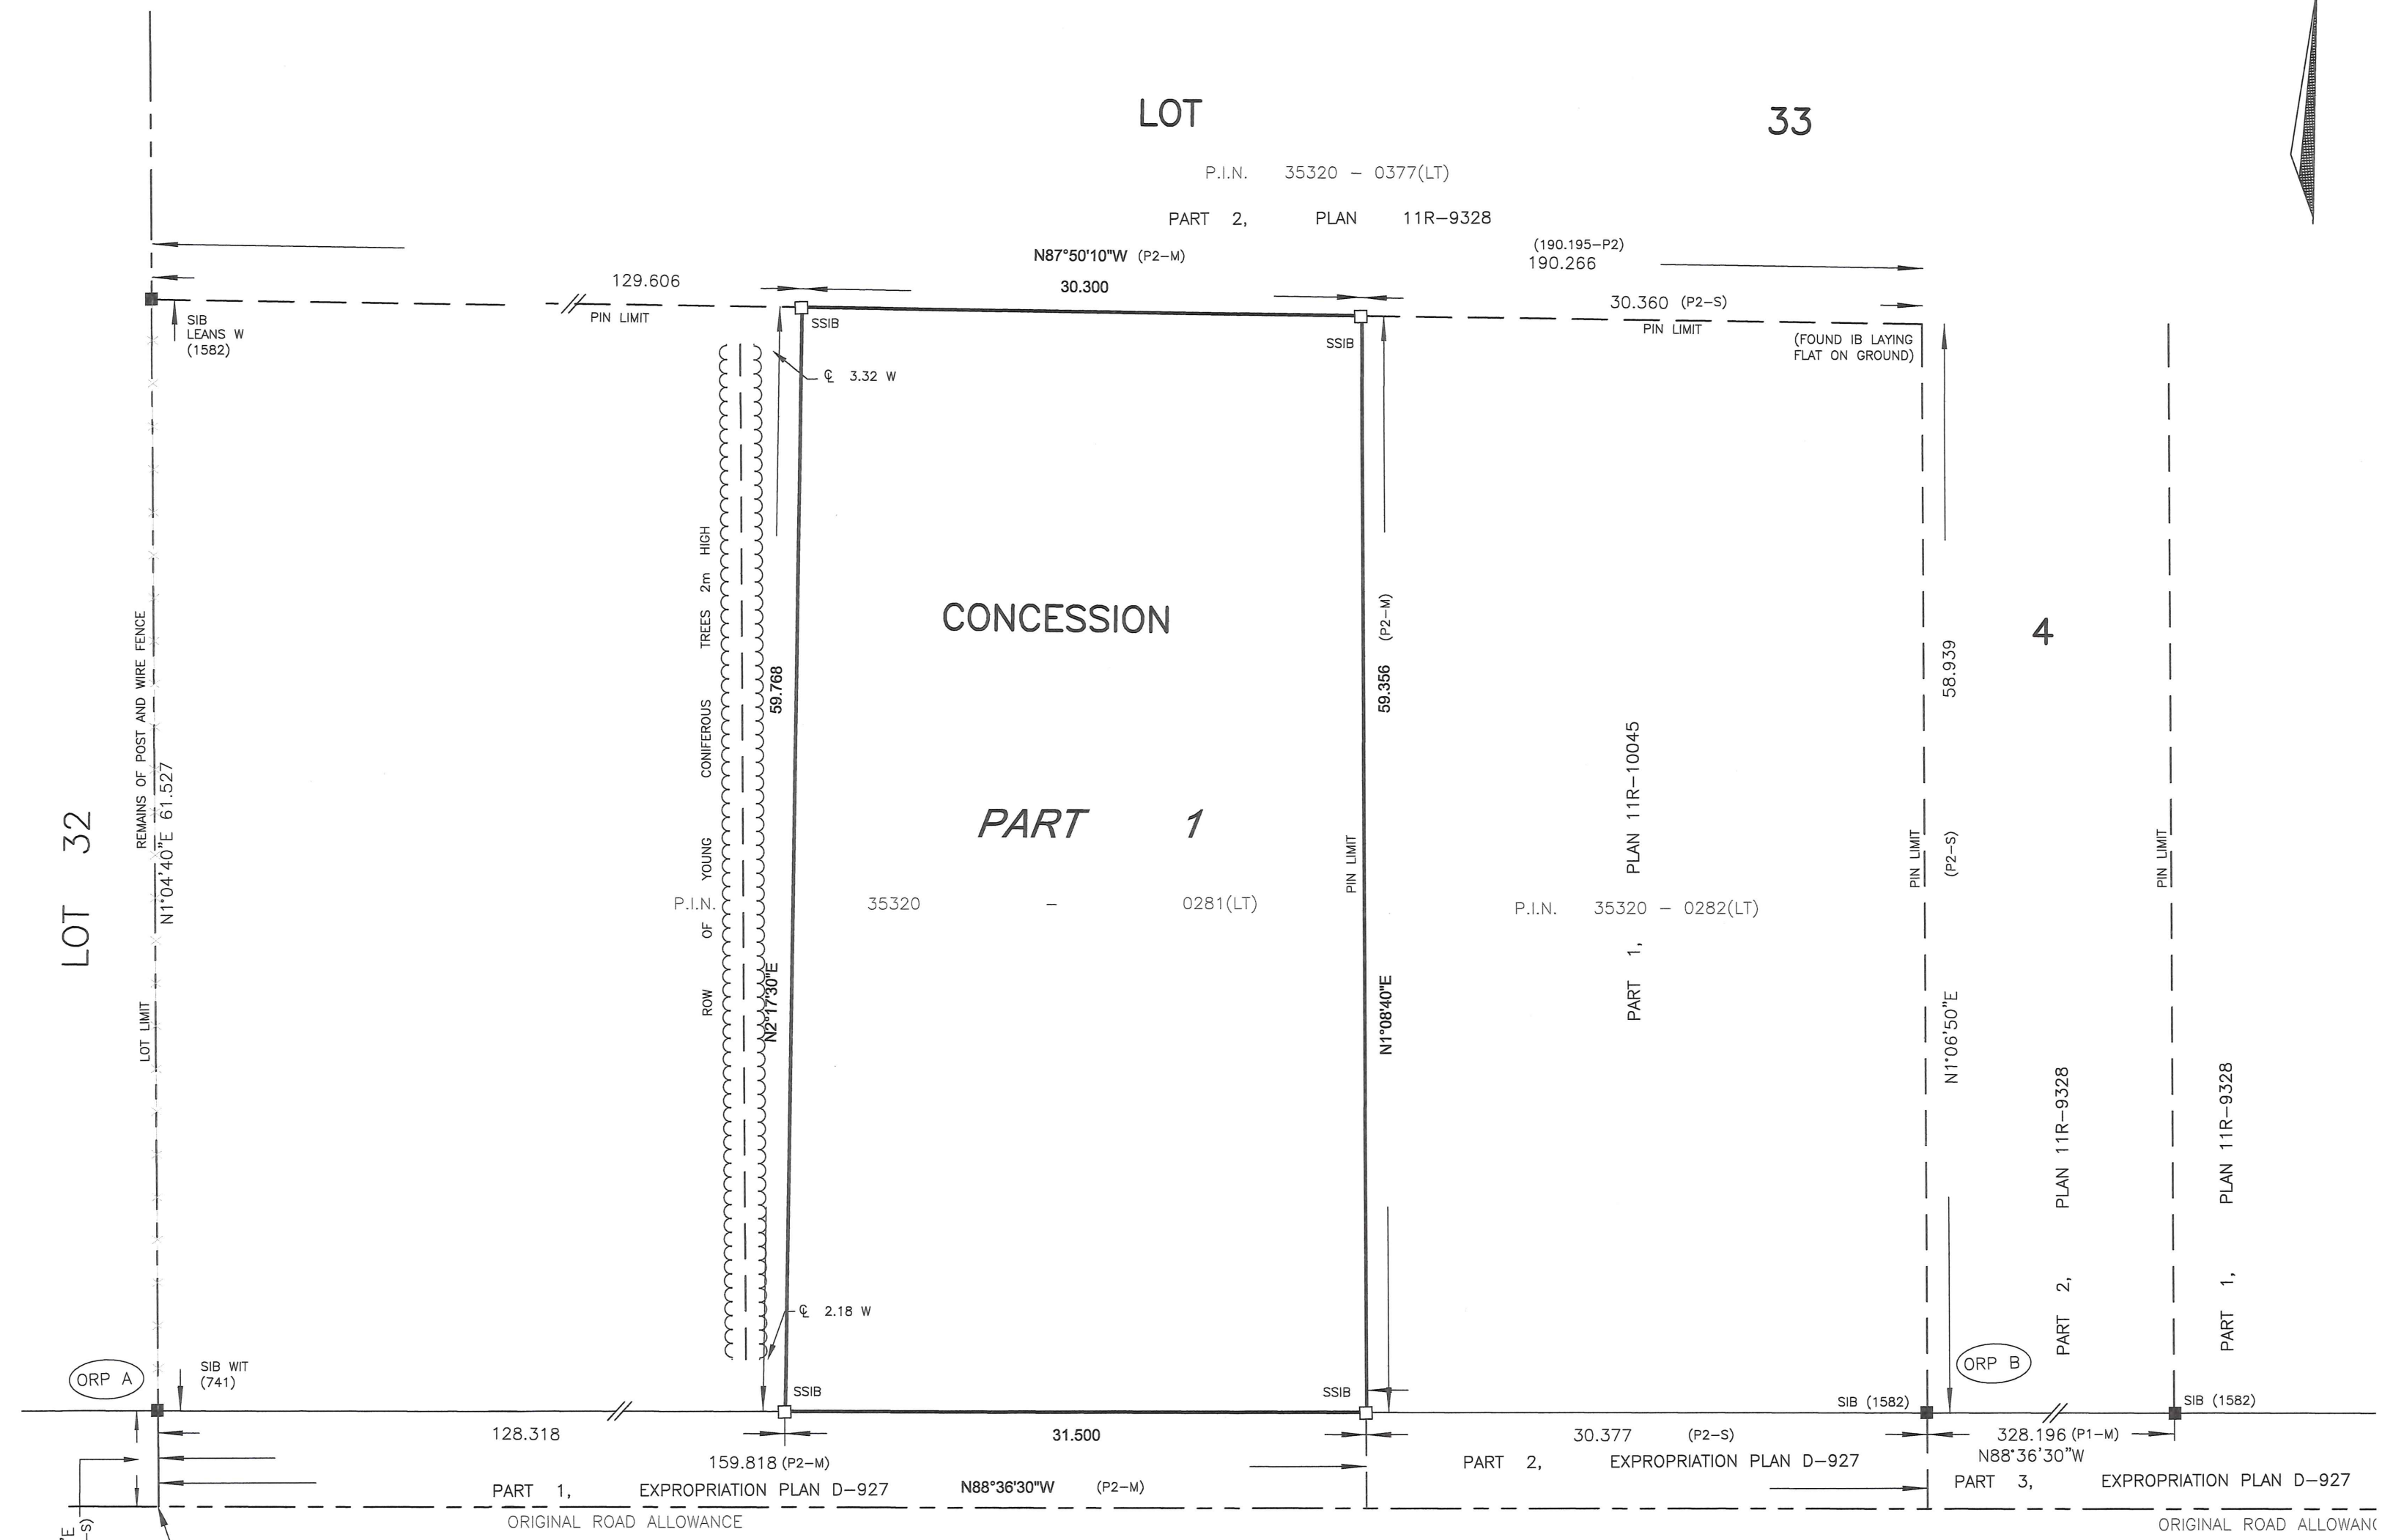 LOT 33
P.I.N. 35320 – 0377(LT)
PART 2, PLAN 11R–9328
N87°50'10"W (P2–M)
(190.195–P2)
190.266
129.606
30.300
30.360 (P2–S)
PIN LIMIT
PIN LIMIT
SIB
LEANS W
(1582)
SSIB
SSIB
(FOUND IB LAYING
FLAT ON GROUND)
℄ 3.32 W
REMAINS OF POST AND WIRE FENCE
N1°04'40"E 61.527
LOT LIMIT
LOT 32
ROW OF YOUNG CONIFEROUS TREES 2m HIGH
N2°17'30"E 59.768
CONCESSION 4
PART 1
P.I.N. 35320 – 0281(LT)
PIN LIMIT
N1°08'40"E 59.356 (P2–M)
PART 1, PLAN 11R–10045
P.I.N. 35320 – 0282(LT)
PIN LIMIT
N1°06'50"E (P2–S) 58.939
PIN LIMIT
PART 2, PLAN 11R–9328
PART 1, PLAN 11R–9328
℄ 2.18 W
ORP A
SIB WIT
(741)
SSIB
SSIB
SIB (1582)
ORP B
SIB (1582)
128.318
31.500
30.377 (P2–S)
328.196 (P1–M)
N88°36'30"W
159.818 (P2–M)
PART 1, EXPROPRIATION PLAN D–927
N88°36'30"W (P2–M)
PART 2, EXPROPRIATION PLAN D–927
PART 3, EXPROPRIATION PLAN D–927
ORIGINAL ROAD ALLOWANCE
ORIGINAL ROAD ALLOWANC
"E
–S)